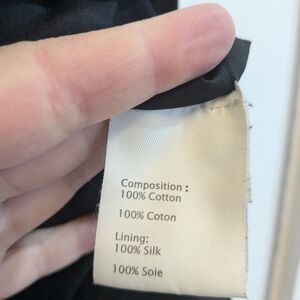 Composition :
100% Cotton
100% Coton
Lining:
100% Silk
100% Soie